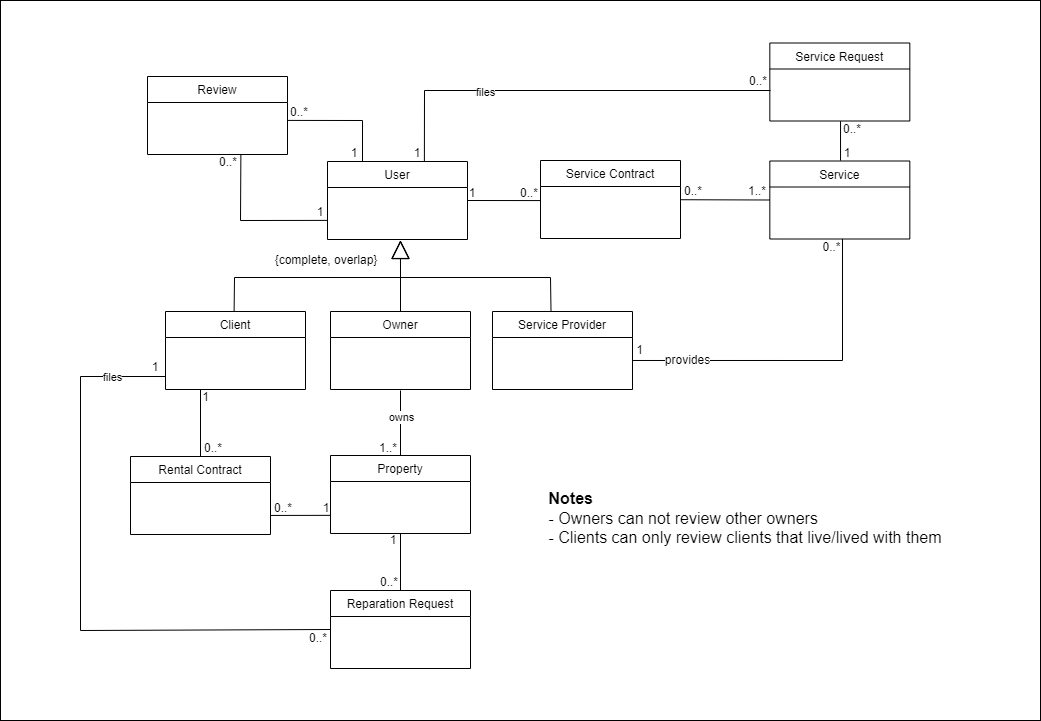 Service Request
Review
0..*
files
0..*
0..*
1
1
0..*
1
User
Service Contract
Service
0..*
1
1
0..*
0..*
1..*
{complete, overlap}
0..*
Client
Owner
Service Provider
1
provides
1
files
1
owns
0..*
1..*
Rental Contract
Property
0..*
1
Notes
- Owners can not review other owners
- Clients can only review clients that live/lived with them
1
0..*
Reparation Request
0..*